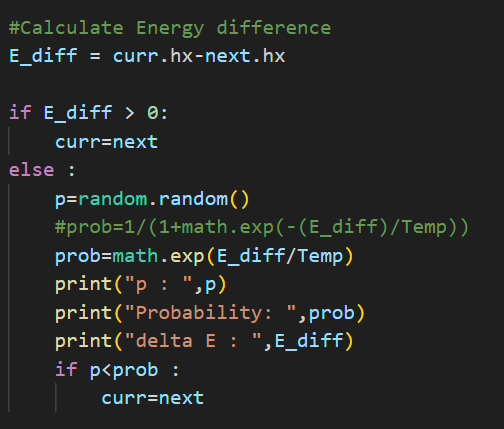 #Calculate Energy difference
E_diff = curr.hx-next.hx
if E_diff > 0:
    curr=next
else :
    p=random.random()
    #prob=1/(1+math.exp(-(E_diff)/Temp))
    prob=math.exp(E_diff/Temp)
    print("p : ",p)
    print("Probability: ",prob)
    print("delta E : ",E_diff)
    if p<prob :
        curr=next